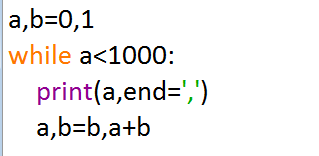 a,b=0,1
while a<1000:
    print(a,end=',')
    a,b=b,a+b